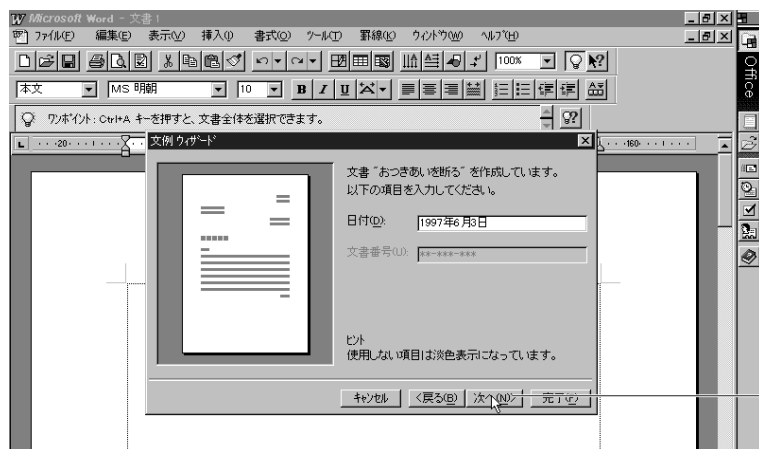 Microsoft Word - 文書1
ファイル(F) 編集(E) 表示(V) 挿入(I) 書式(O) ツール(T) 罫線(K) ウィンドウ(W) ヘルプ(H)
100%
本文 MS 明朝 10 B I U
ワンポイント: Ctrl+A キーを押すと、文書全体を選択できます。
20 160
Office
文例 ウィザード
文書 "おつきあいを断る" を作成しています。
以下の項目を入力してください。
日付(D): 1997年6月3日
文書番号(U): **-***-***
ヒント
使用しない項目は淡色表示になっています。
キャンセル <戻る(B) 次へ(N)> 完了(F)